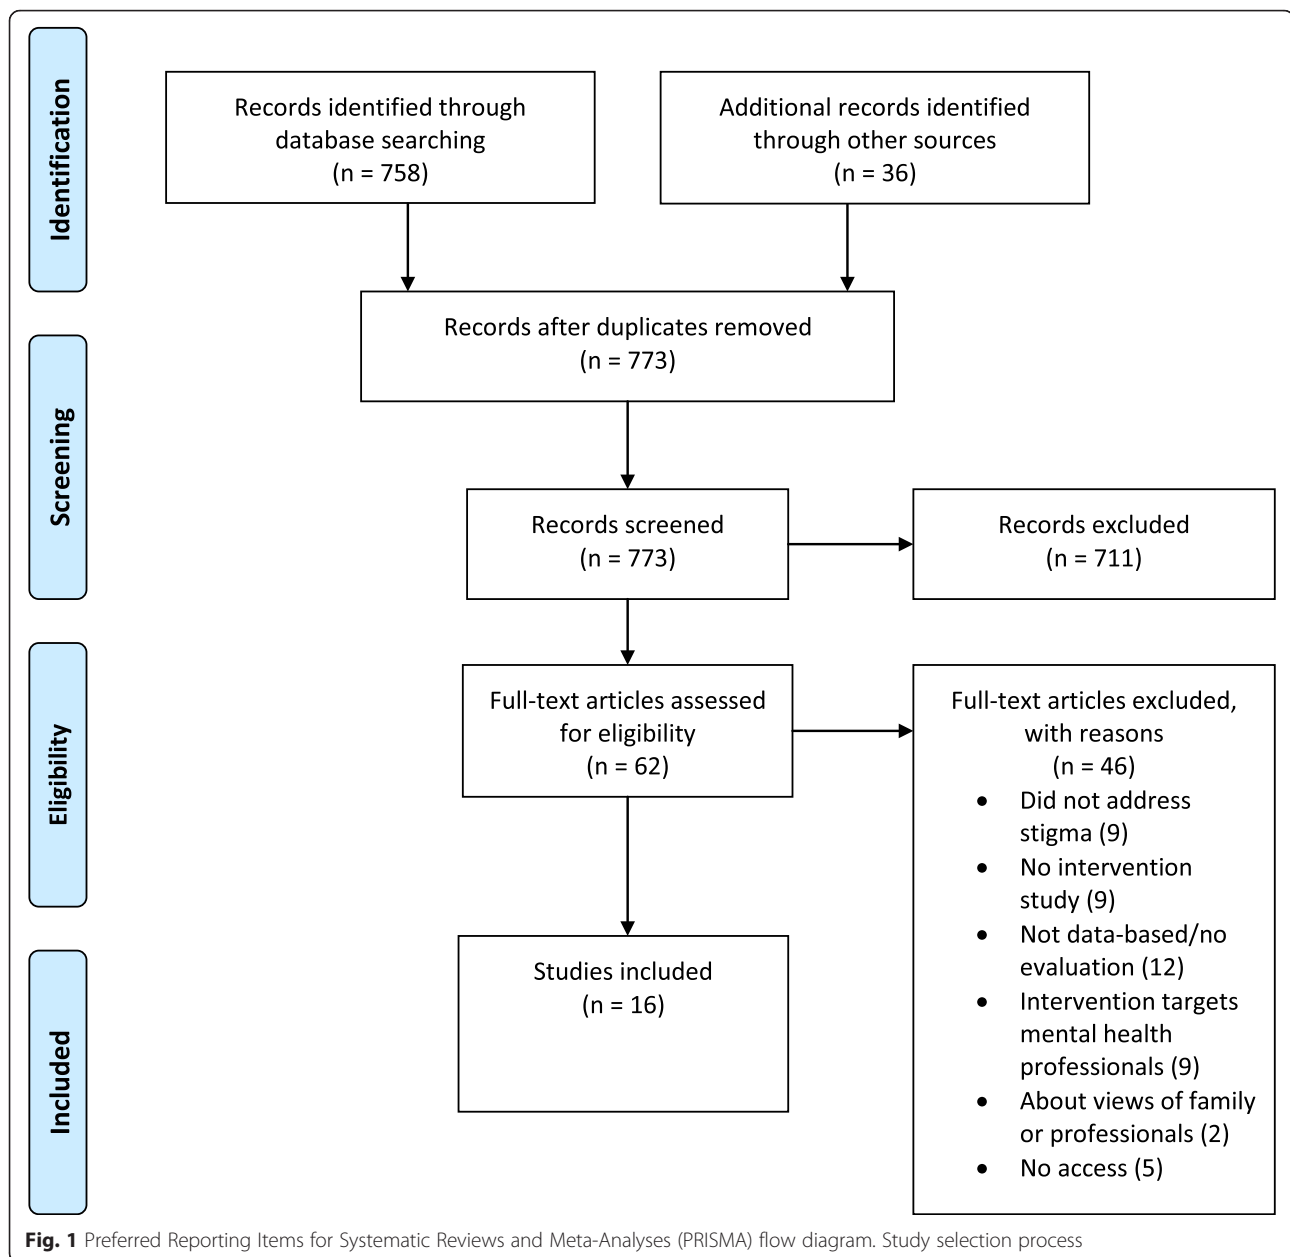 Identification
Records identified through
database searching
(n = 758)
Additional records identified
through other sources
(n = 36)
Records after duplicates removed
(n = 773)
Screening
Records screened
(n = 773)
Records excluded
(n = 711)
Eligibility
Full-text articles assessed
for eligibility
(n = 62)
Full-text articles excluded,
with reasons
(n = 46)
• Did not address
stigma (9)
• No intervention
study (9)
• Not data-based/no
evaluation (12)
• Intervention targets
mental health
professionals (9)
• About views of family
or professionals (2)
• No access (5)
Included
Studies included
(n = 16)
Fig. 1 Preferred Reporting Items for Systematic Reviews and Meta-Analyses (PRISMA) flow diagram. Study selection process